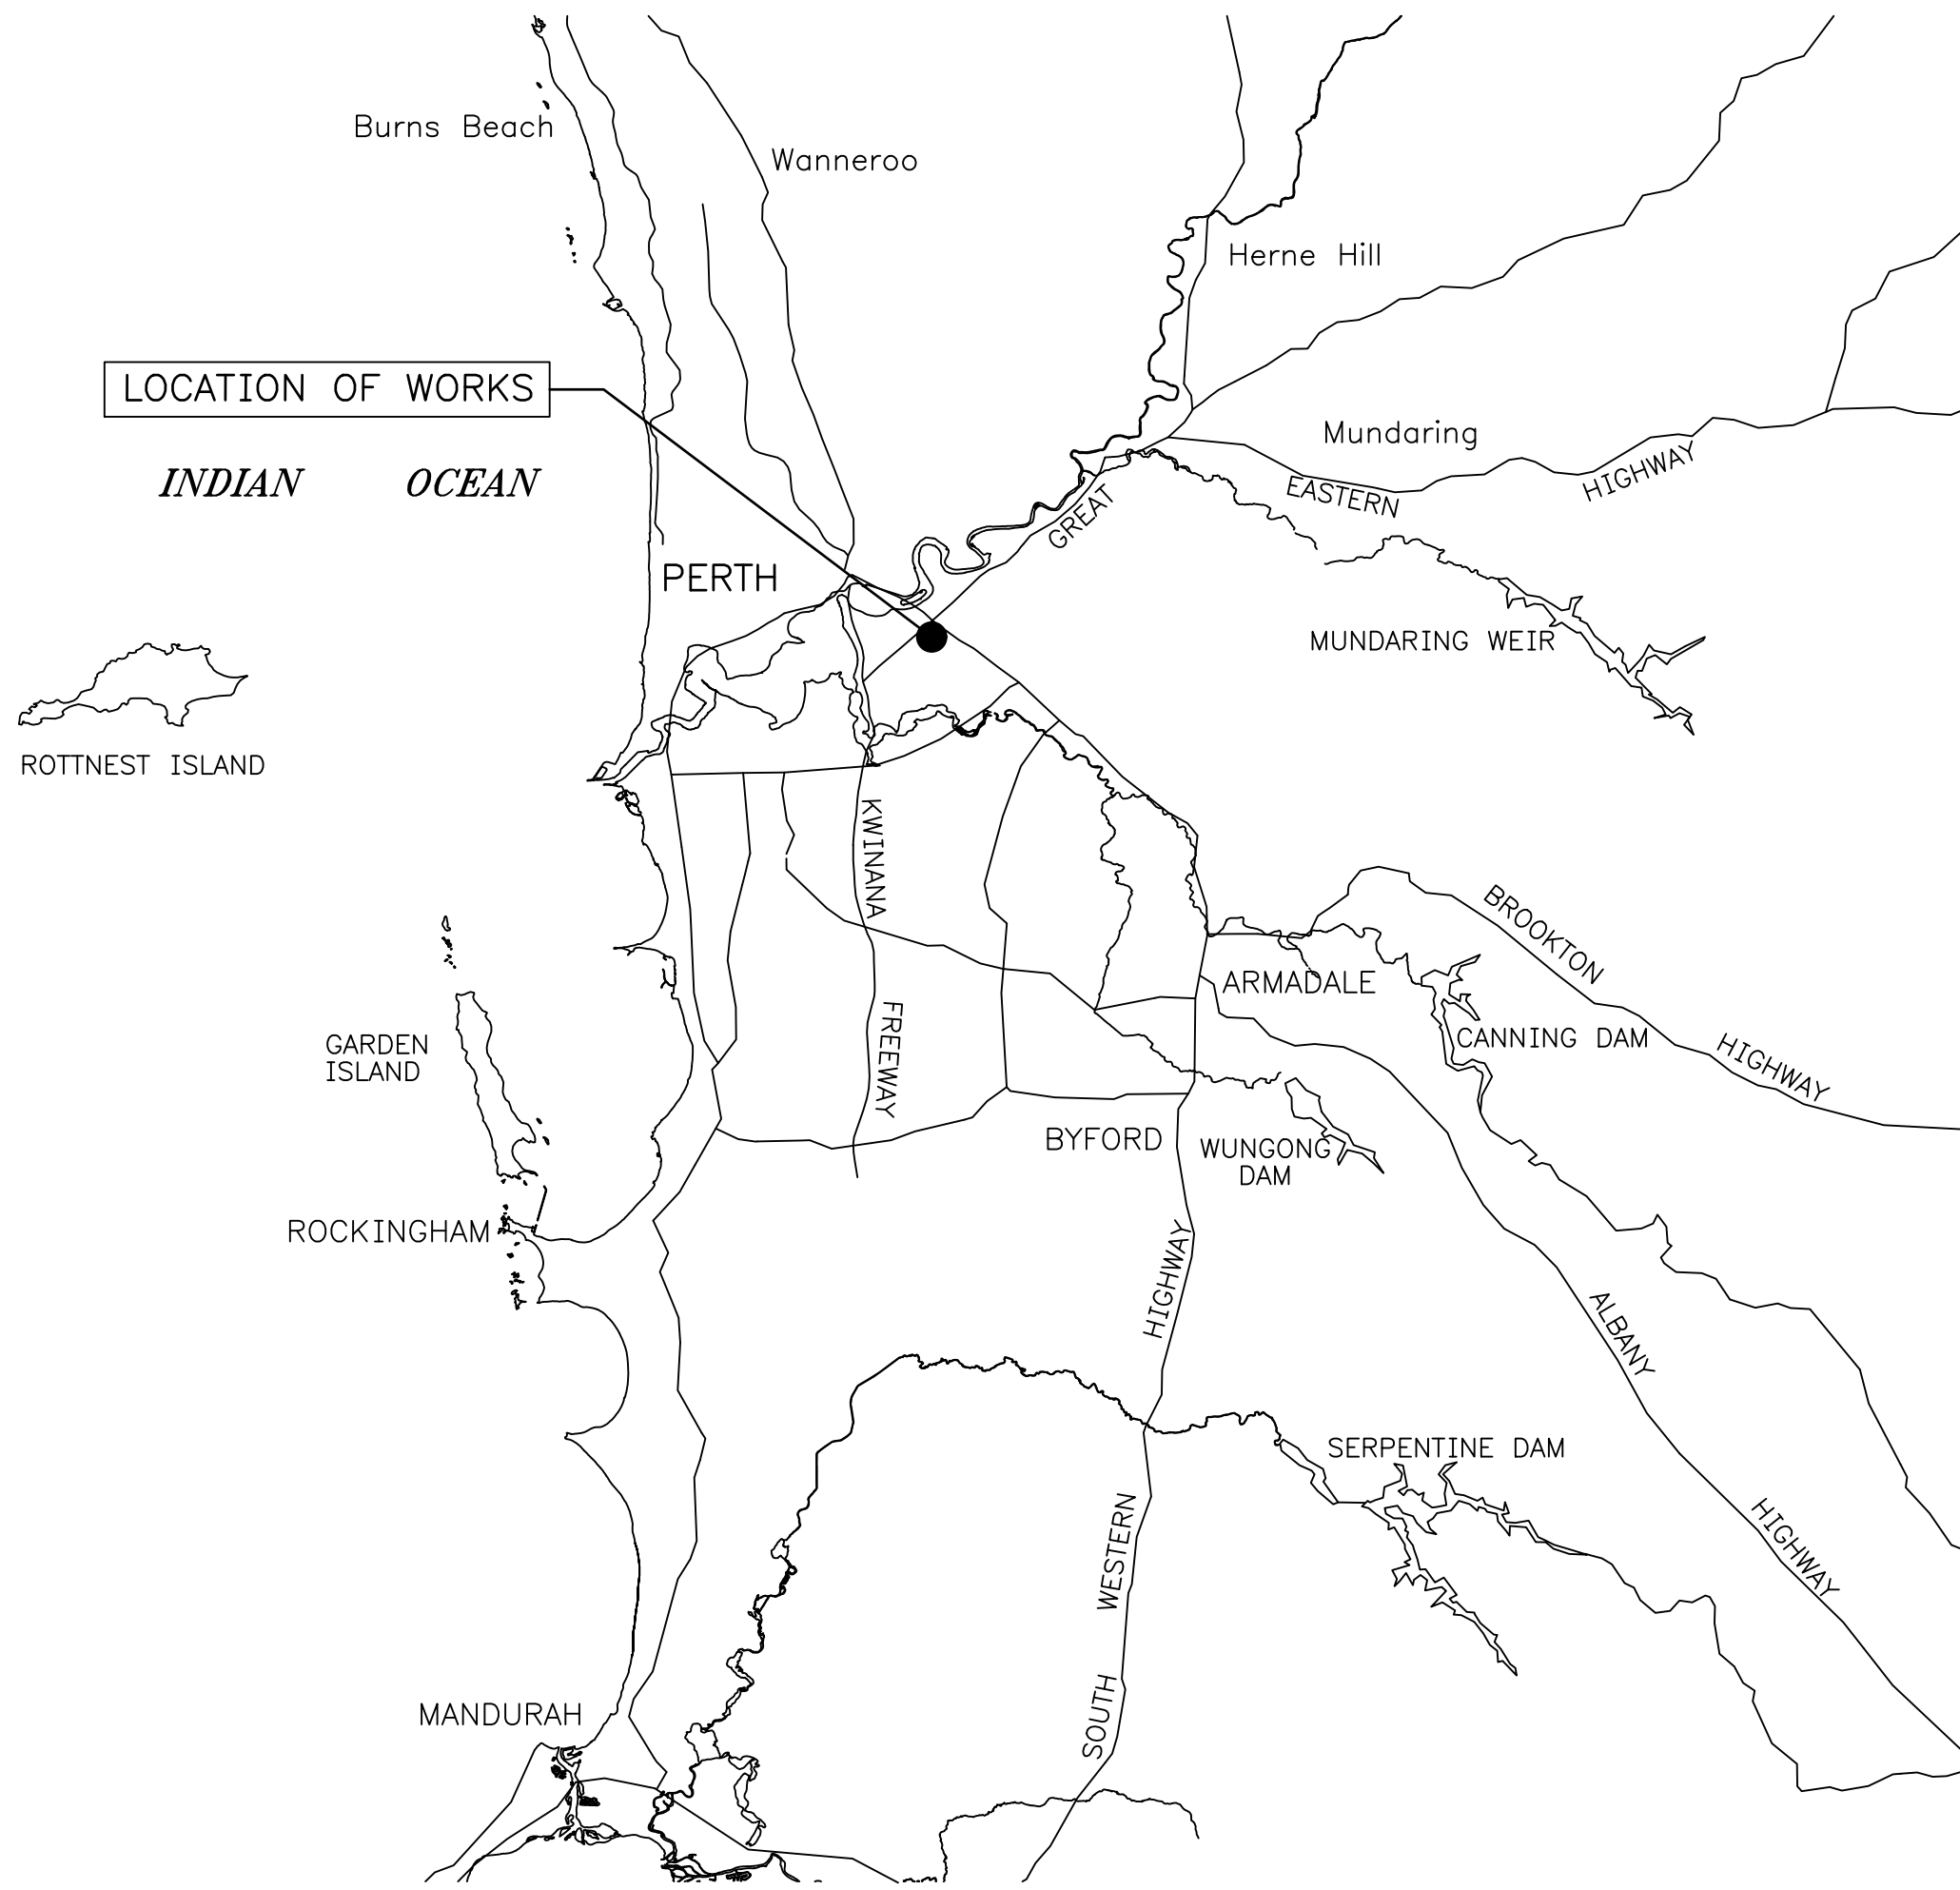 Burns Beach
Wanneroo
Herne Hill
LOCATION OF WORKS
Mundaring
INDIAN OCEAN
GREAT EASTERN HIGHWAY
PERTH
MUNDARING WEIR
ROTTNEST ISLAND
KWINANA FREEWAY
BROOKTON HIGHWAY
ARMADALE
CANNING DAM
GARDEN
ISLAND
BYFORD
WUNGONG
DAM
ROCKINGHAM
SOUTH WESTERN HIGHWAY
ALBANY HIGHWAY
SERPENTINE DAM
MANDURAH